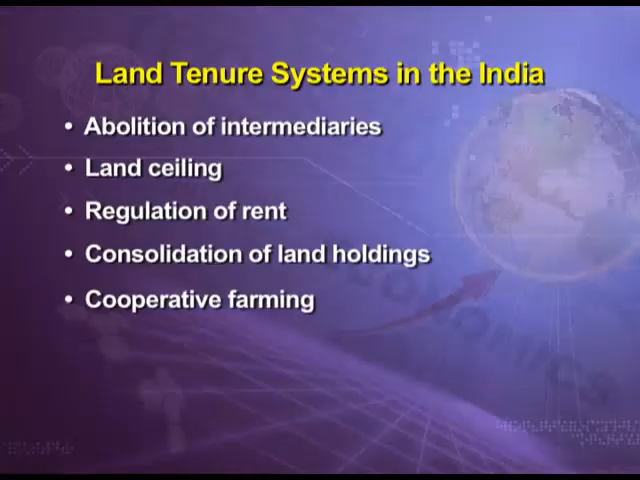 Land Tenure Systems in the India
• Abolition of intermediaries
• Land ceiling
• Regulation of rent
• Consolidation of land holdings
• Cooperative farming
ECONOMICS